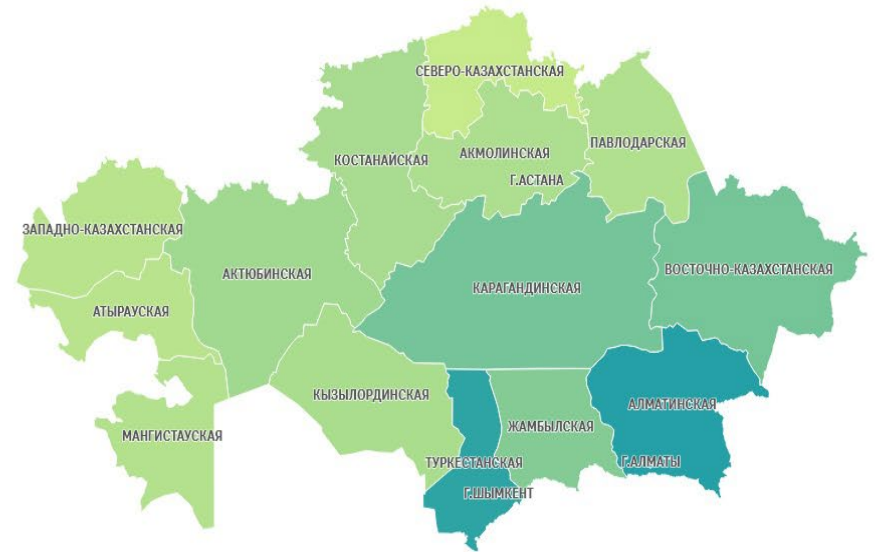 СЕВЕРО-КАЗАХСТАНСКАЯ
ПАВЛОДАРСКАЯ
КОСТАНАЙСКАЯ
АКМОЛИНСКАЯ
Г.АСТАНА
ЗАПАДНО-КАЗАХСТАНСКАЯ
АКТЮБИНСКАЯ
ВОСТОЧНО-КАЗАХСТАНСКАЯ
КАРАГАНДИНСКАЯ
АТЫРАУСКАЯ
КЫЗЫЛОРДИНСКАЯ
АЛМАТИНСКАЯ
МАНГИСТАУСКАЯ
ЖАМБЫЛСКАЯ
ТУРКЕСТАНСКАЯ
Г.АЛМАТЫ
Г.ШЫМКЕНТ